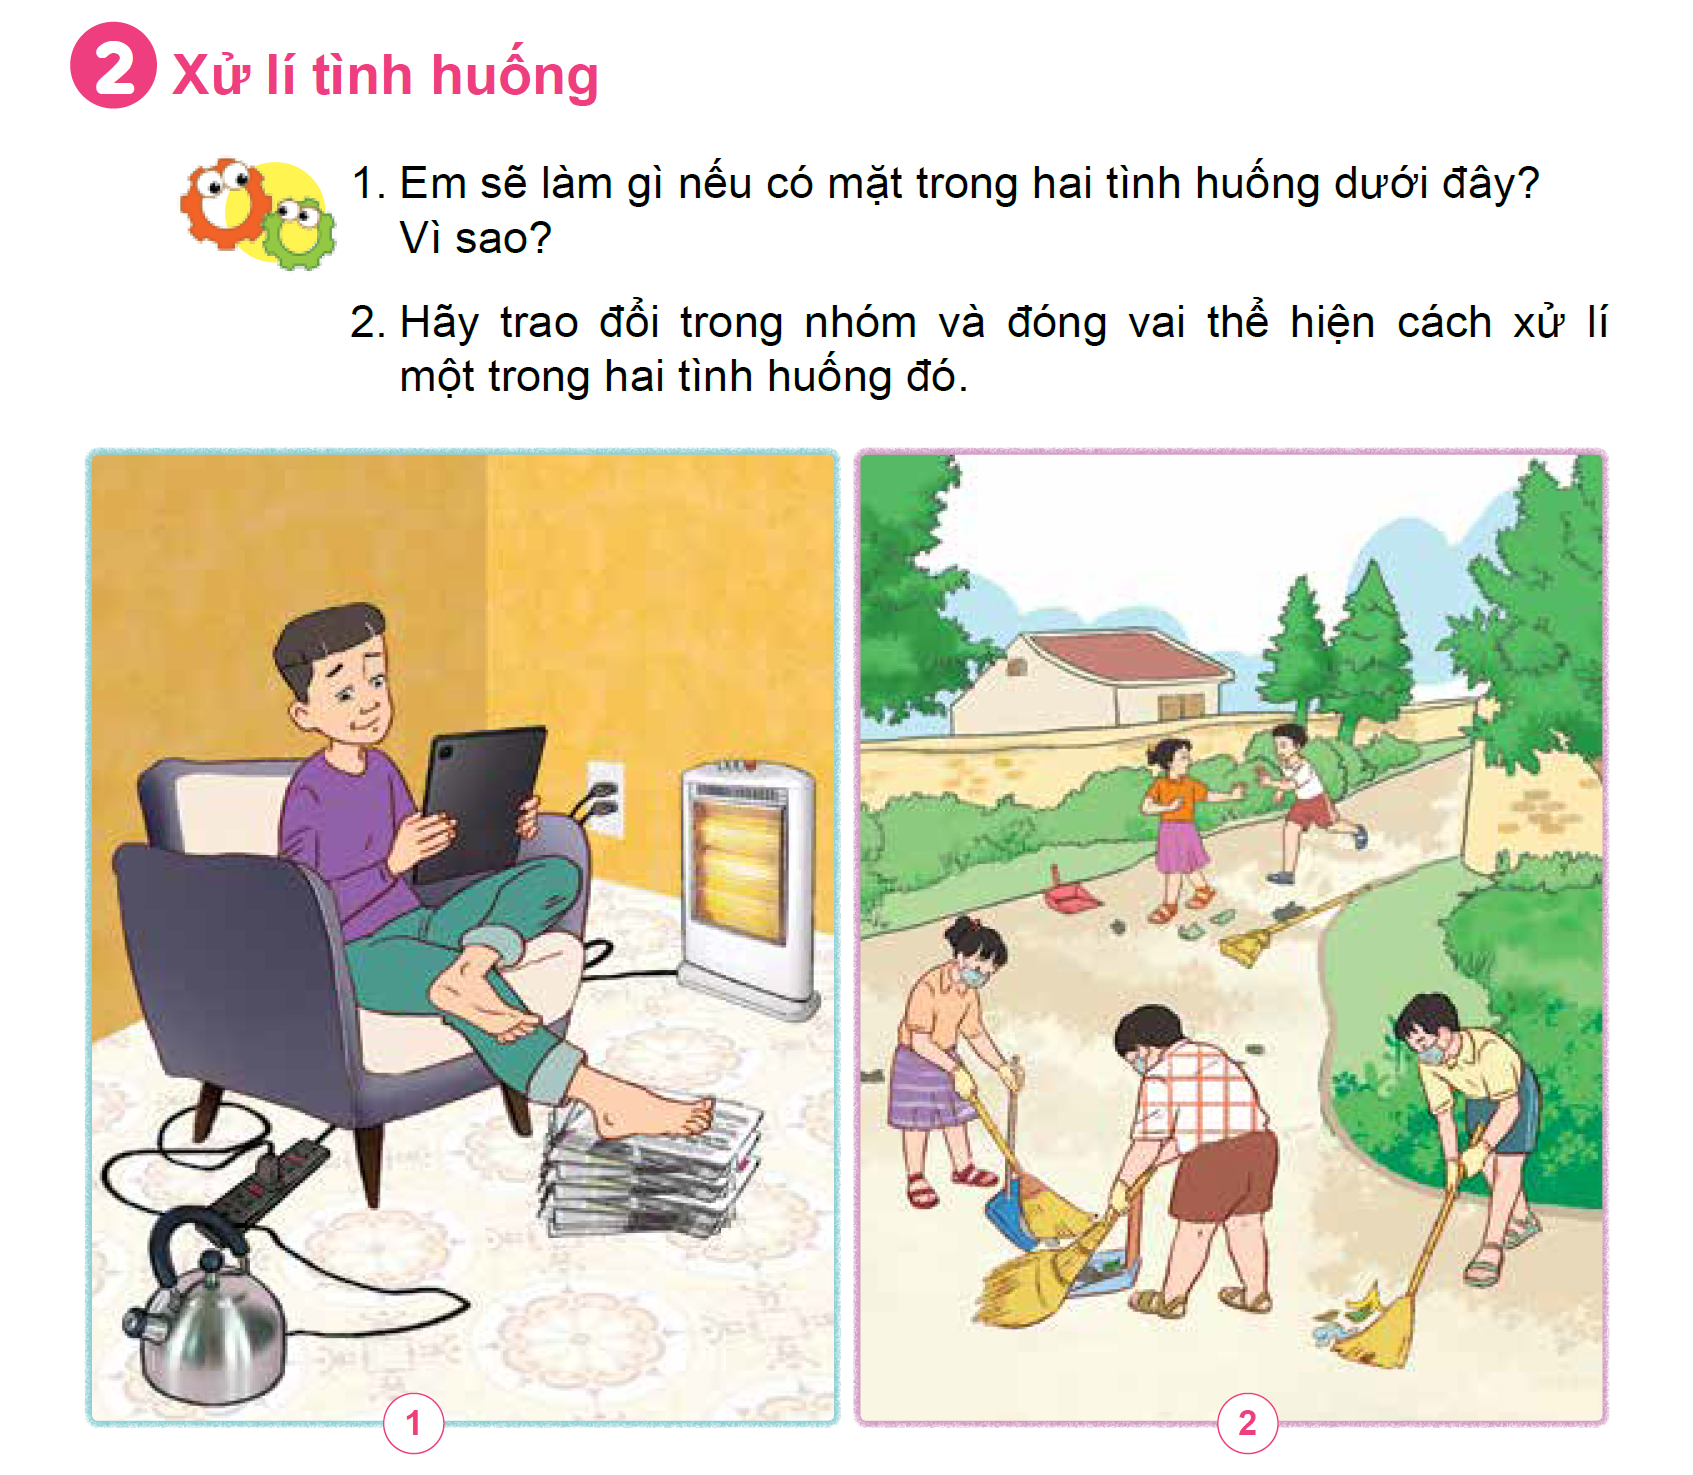 2 Xử lí tình huống
1. Em sẽ làm gì nếu có mặt trong hai tình huống dưới đây?
Vì sao?
2. Hãy trao đổi trong nhóm và đóng vai thể hiện cách xử lí
một trong hai tình huống đó.
1
2